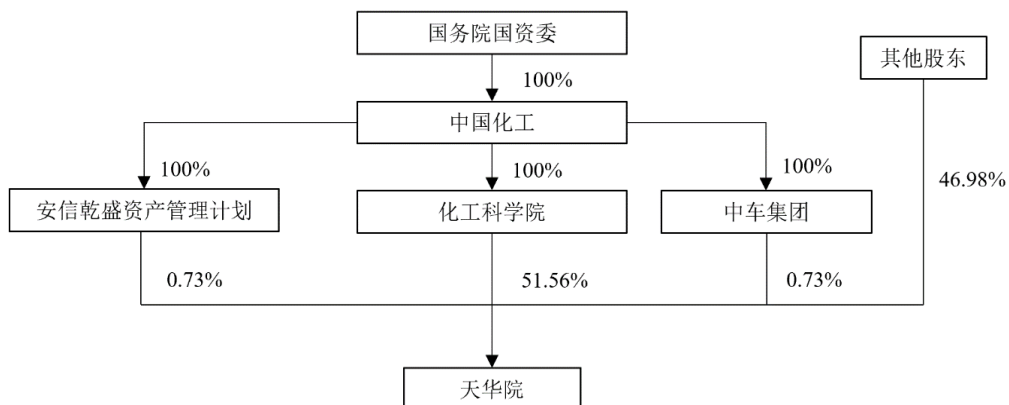 国务院国资委
其他股东
100%
中国化工
100%
100%
100%
46.98%
安信乾盛资产管理计划
化工科学院
中车集团
0.73%
51.56%
0.73%
天华院